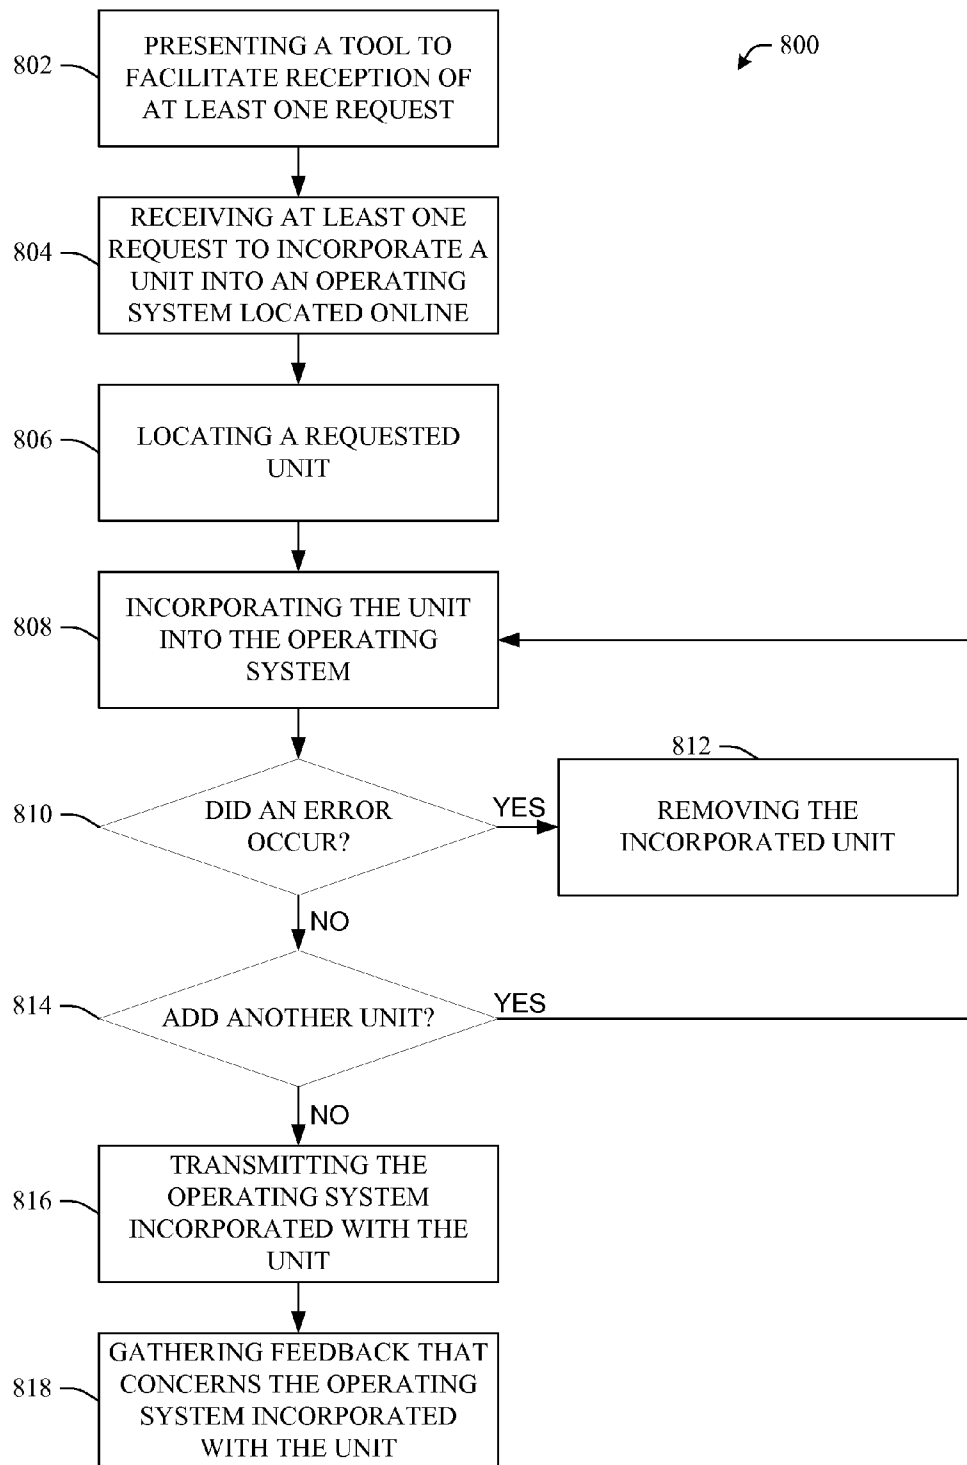 800
802
PRESENTING A TOOL TO
FACILITATE RECEPTION OF
AT LEAST ONE REQUEST
804
RECEIVING AT LEAST ONE
REQUEST TO INCORPORATE A
UNIT INTO AN OPERATING
SYSTEM LOCATED ONLINE
806
LOCATING A REQUESTED
UNIT
808
INCORPORATING THE UNIT
INTO THE OPERATING
SYSTEM
810
DID AN ERROR
OCCUR?
YES
812
REMOVING THE
INCORPORATED UNIT
NO
814
ADD ANOTHER UNIT?
YES
NO
816
TRANSMITTING THE
OPERATING SYSTEM
INCORPORATED WITH THE
UNIT
818
GATHERING FEEDBACK THAT
CONCERNS THE OPERATING
SYSTEM INCORPORATED
WITH THE UNIT